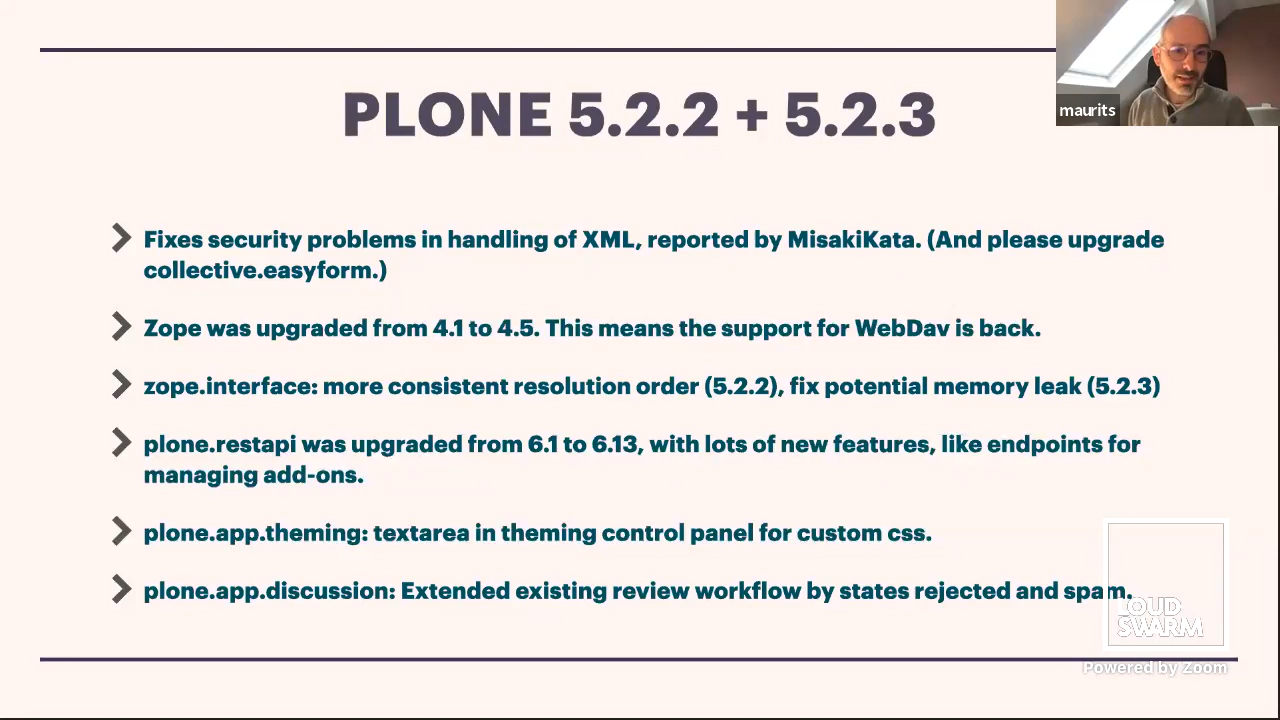 PLONE 5.2.2 + 5.2.3
maurits
Fixes security problems in handling of XML, reported by MisakiKata. (And please upgrade
collective.easyform.)
Zope was upgraded from 4.1 to 4.5. This means the support for WebDav is back.
zope.interface: more consistent resolution order (5.2.2), fix potential memory leak (5.2.3)
plone.restapi was upgraded from 6.1 to 6.13, with lots of new features, like endpoints for
managing add-ons.
plone.app.theming: textarea in theming control panel for custom css.
plone.app.discussion: Extended existing review workflow by states rejected and spam.
LOUD
SWARM
Powered by Zoom